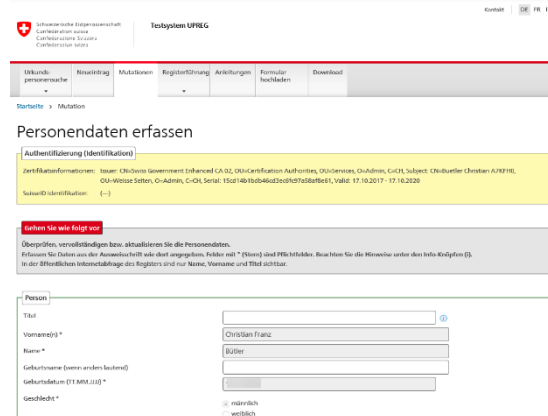 Kontakt DE FR
Schweizerische Eidgenossenschaft
Confédération suisse
Confederazione Svizzera
Confederaziun svizra
Testsystem UPREG
Urkunds-
personensuche
Neueintrag
Mutationen
Registerführung
Anleitungen
Formular
hochladen
Download
Startseite > Mutation
Personendaten erfassen
Authentifizierung (Identifikation)
Zertifikatsinformationen: Issuer: CN=Swiss Government Enhanced CA 02, OU=Certification Authorities, OU=Services, O=Admin, C=CH, Subject: CN=Buetler Christian
OU=Weisse Seiten, O=Admin, C=CH, Serial: Valid: 17.10.2017 - 17.10.2020
SuisseID Identifikation: (---)
Gehen Sie wie folgt vor
Überprüfen, vervollständigen bzw. aktualisieren Sie die Personendaten.
Erfassen Sie Daten aus der Ausweisschrift wie dort angegeben. Felder mit * (Stern) sind Pflichtfelder. Beachten Sie die Hinweise unter den Info-Knöpfen (i).
In der öffentlichen Internetabfrage des Registers sind nur Name, Vorname und Titel sichtbar.
Person
Titel
Vorname(n) * Christian Franz
Name * Bütler
Geburtsname (wenn anders lautend)
Geburtsdatum (TT.MM.JJJJ) *
Geschlecht * männlich
weiblich